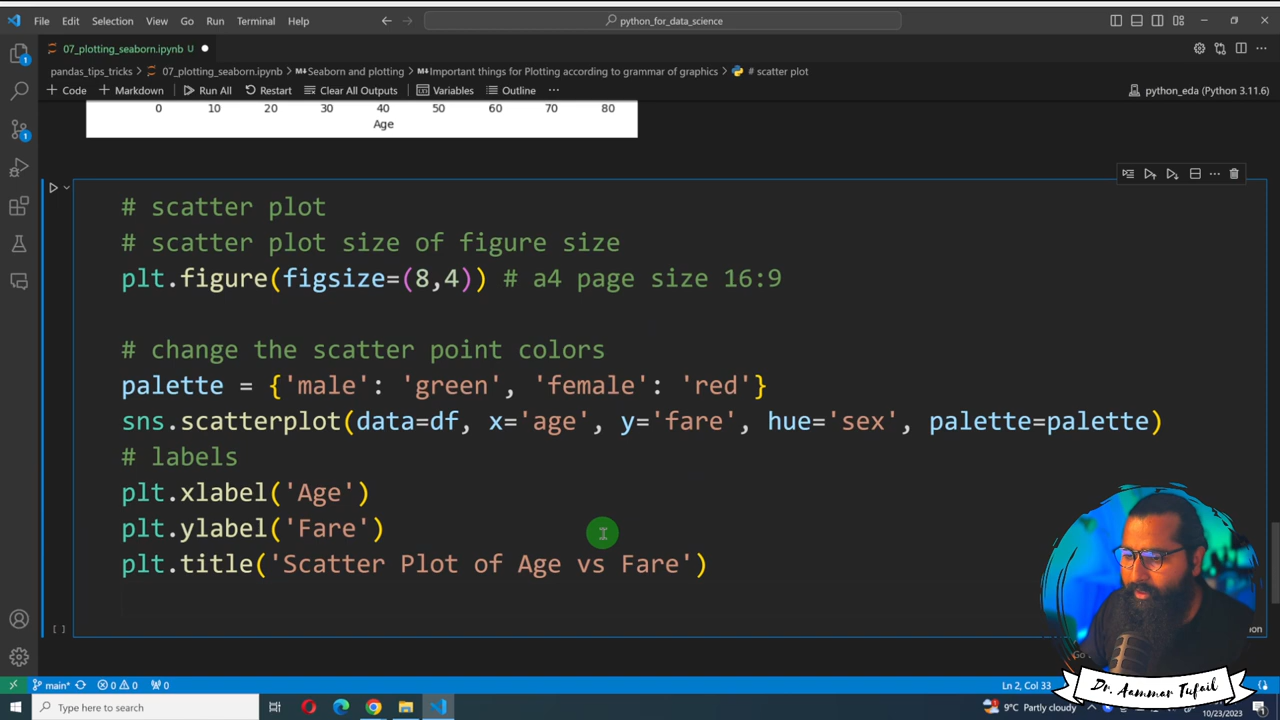 File Edit Selection View Go Run Terminal Help
python_for_data_science
07_plotting_seaborn.ipynb U
pandas_tips_tricks > 07_plotting_seaborn.ipynb > Seaborn and plotting > Important things for Plotting according to grammar of graphics > # scatter plot
+ Code + Markdown Run All Restart Clear All Outputs Variables Outline ...
python_eda (Python 3.11.6)
0 10 20 30 40 50 60 70 80
Age
# scatter plot
# scatter plot size of figure size
plt.figure(figsize=(8,4)) # a4 page size 16:9
# change the scatter point colors
palette = {'male': 'green', 'female': 'red'}
sns.scatterplot(data=df, x='age', y='fare', hue='sex', palette=palette)
# labels
plt.xlabel('Age')
plt.ylabel('Fare')
plt.title('Scatter Plot of Age vs Fare')
[ ]
Dr. Aammar Tufail
main* 0 0 0
Ln 2, Col 33
Type here to search
9°C Partly cloudy
10/23/2023